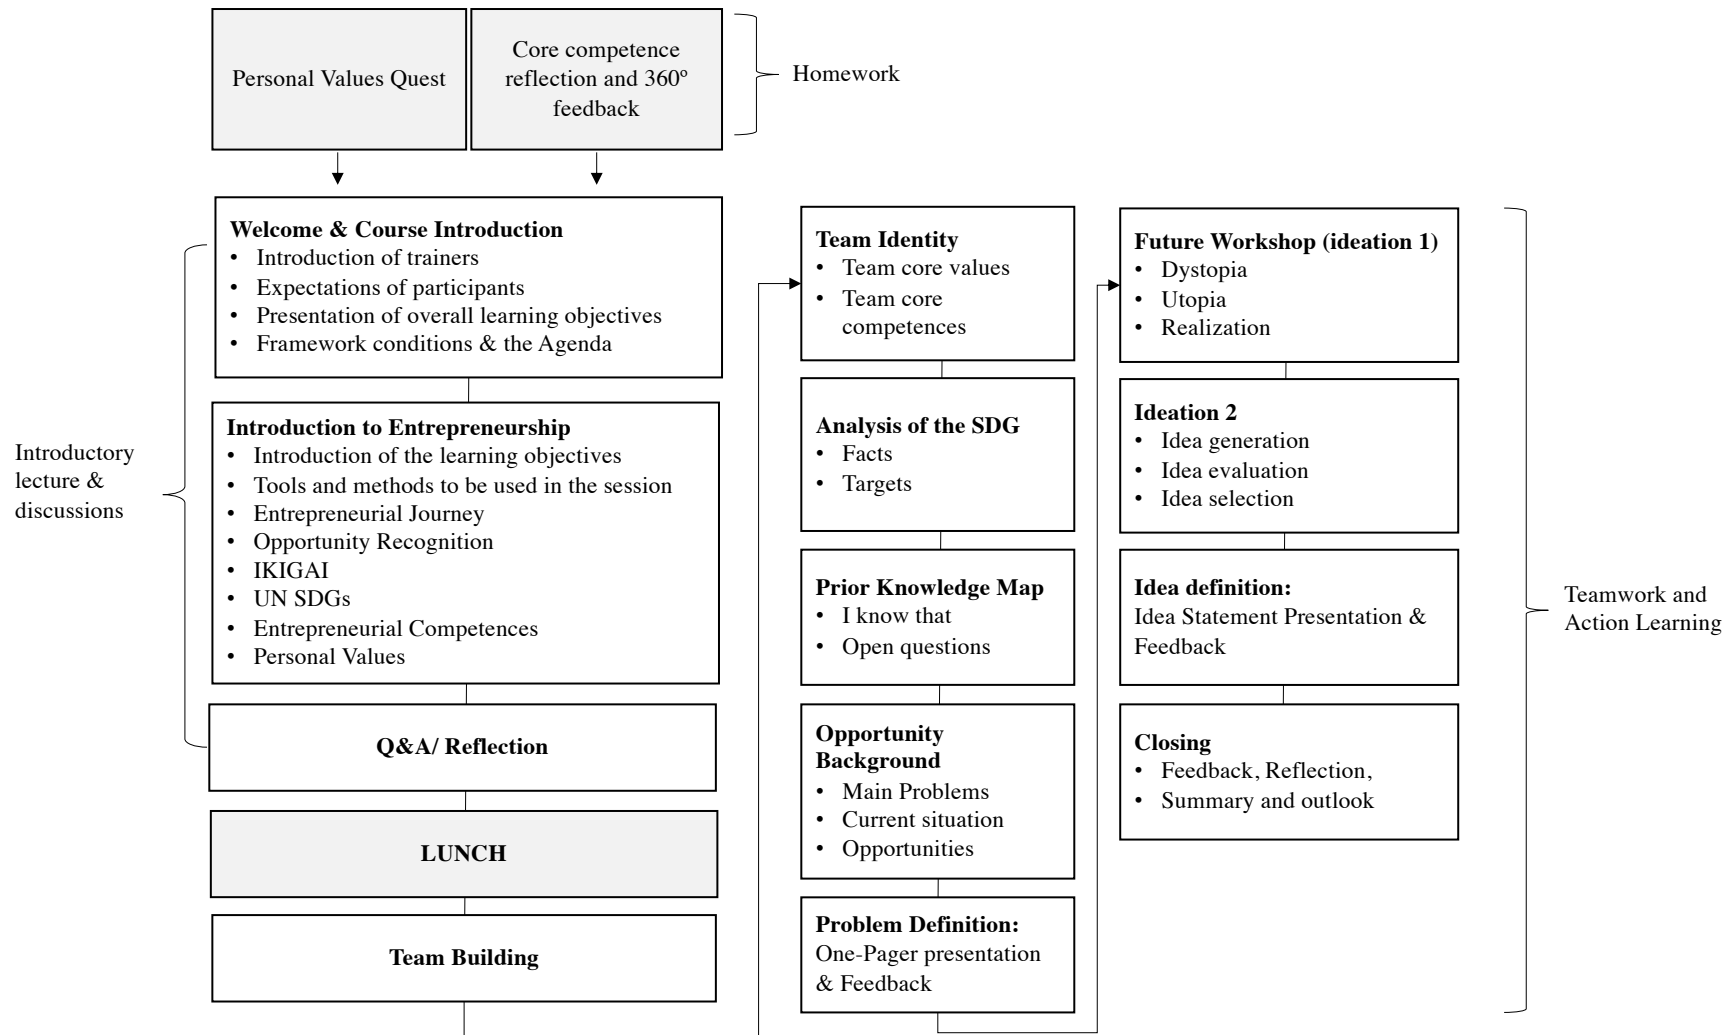 Personal Values Quest
Core competence
reflection and 360º
feedback
Homework
Welcome & Course Introduction
• Introduction of trainers
• Expectations of participants
• Presentation of overall learning objectives
• Framework conditions & the Agenda
Introductory
lecture &
discussions
Introduction to Entrepreneurship
• Introduction of the learning objectives
• Tools and methods to be used in the session
• Entrepreneurial Journey
• Opportunity Recognition
• IKIGAI
• UN SDGs
• Entrepreneurial Competences
• Personal Values
Q&A/ Reflection
LUNCH
Team Building
Team Identity
• Team core values
• Team core
competences
Analysis of the SDG
• Facts
• Targets
Prior Knowledge Map
• I know that
• Open questions
Opportunity
Background
• Main Problems
• Current situation
• Opportunities
Problem Definition:
One-Pager presentation
& Feedback
Future Workshop (ideation 1)
• Dystopia
• Utopia
• Realization
Ideation 2
• Idea generation
• Idea evaluation
• Idea selection
Idea definition:
Idea Statement Presentation &
Feedback
Closing
• Feedback, Reflection,
• Summary and outlook
Teamwork and
Action Learning